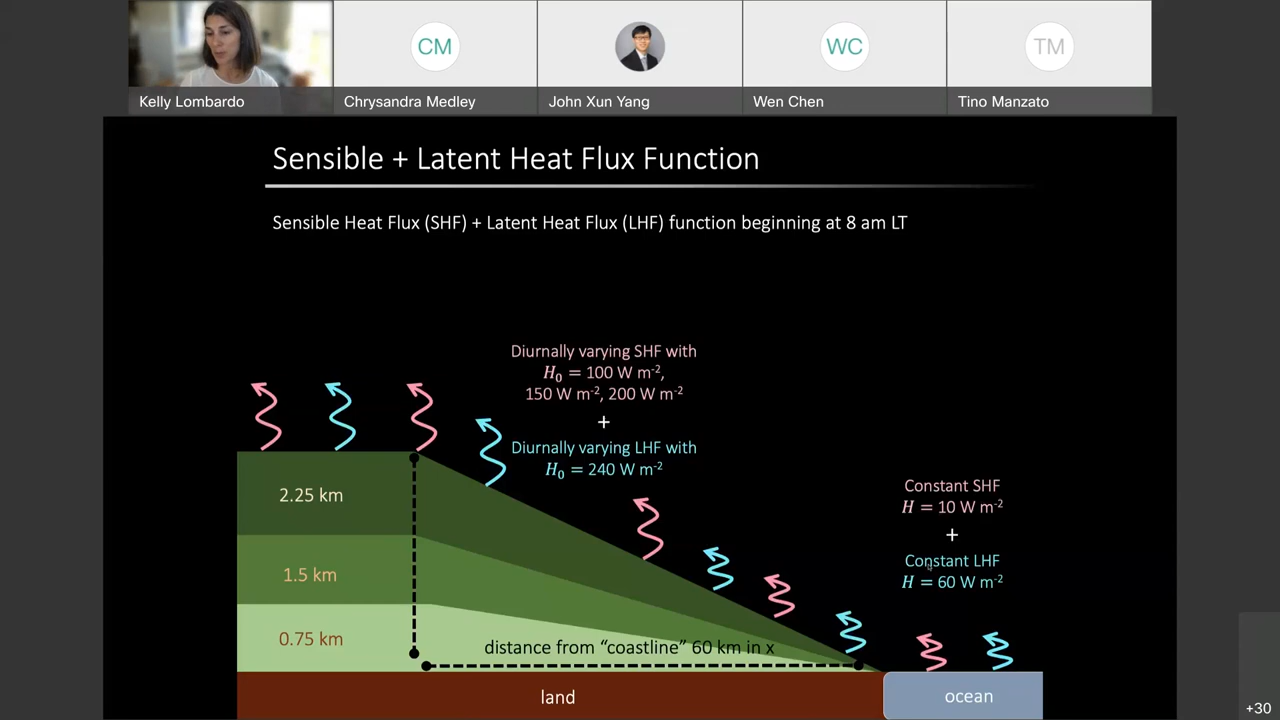 CM
WC
TM
Kelly Lombardo
Chrysandra Medley
John Xun Yang
Wen Chen
Tino Manzato
Sensible + Latent Heat Flux Function
Sensible Heat Flux (SHF) + Latent Heat Flux (LHF) function beginning at 8 am LT
Diurnally varying SHF with
H₀ = 100 W m⁻²,
150 W m⁻², 200 W m⁻²
+
Diurnally varying LHF with
H₀ = 240 W m⁻²
Constant SHF
H = 10 W m⁻²
+
Constant LHF
H = 60 W m⁻²
2.25 km
1.5 km
0.75 km
distance from “coastline” 60 km in x
land
ocean
+30